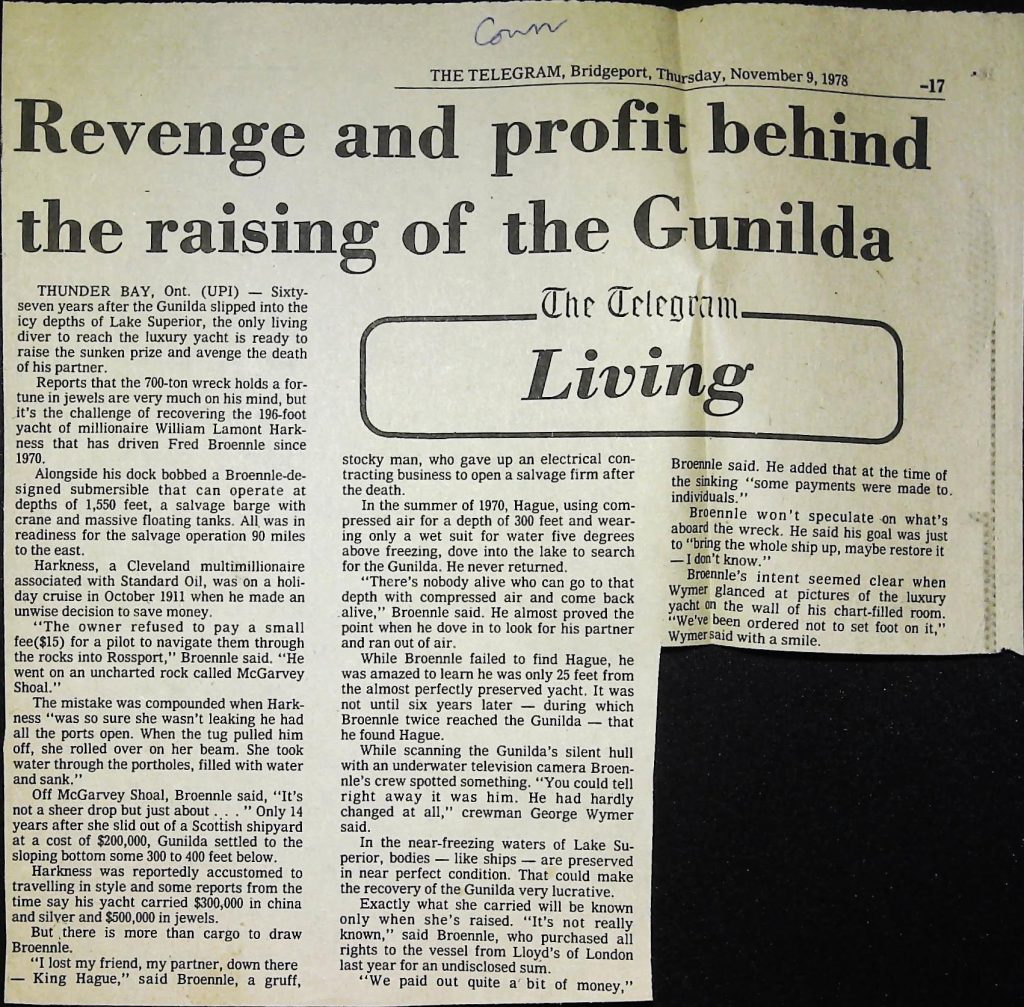 Conn
THE TELEGRAM, Bridgeport, Thursday, November 9, 1978
-17
Revenge and profit behind
the raising of the Gunilda
THUNDER BAY, Ont. (UPI) — Sixty-
seven years after the Gunilda slipped into the
icy depths of Lake Superior, the only living
diver to reach the luxury yacht is ready to
raise the sunken prize and avenge the death
of his partner.
Reports that the 700-ton wreck holds a for-
tune in jewels are very much on his mind, but
it's the challenge of recovering the 196-foot
yacht of millionaire William Lamont Hark-
ness that has driven Fred Broennle since
1970.
Alongside his dock bobbed a Broennle-de-
signed submersible that can operate at
depths of 1,550 feet, a salvage barge with
crane and massive floating tanks. All was in
readiness for the salvage operation 90 miles
to the east.
Harkness, a Cleveland multimillionaire
associated with Standard Oil, was on a holi-
day cruise in October 1911 when he made an
unwise decision to save money.
"The owner refused to pay a small
fee($15) for a pilot to navigate them through
the rocks into Rossport," Broennle said. "He
went on an uncharted rock called McGarvey
Shoal."
The mistake was compounded when Hark-
ness "was so sure she wasn't leaking he had
all the ports open. When the tug pulled him
off, she rolled over on her beam. She took
water through the portholes, filled with water
and sank."
Off McGarvey Shoal, Broennle said, "It's
not a sheer drop but just about . . . " Only 14
years after she slid out of a Scottish shipyard
at a cost of $200,000, Gunilda settled to the
sloping bottom some 300 to 400 feet below.
Harkness was reportedly accustomed to
travelling in style and some reports from the
time say his yacht carried $300,000 in china
and silver and $500,000 in jewels.
But there is more than cargo to draw
Broennle.
"I lost my friend, my partner, down there
— King Hague," said Broennle, a gruff,
The Telegram
Living
stocky man, who gave up an electrical con-
tracting business to open a salvage firm after
the death.
In the summer of 1970, Hague, using com-
pressed air for a depth of 300 feet and wear-
ing only a wet suit for water five degrees
above freezing, dove into the lake to search
for the Gunilda. He never returned.
"There's nobody alive who can go to that
depth with compressed air and come back
alive," Broennle said. He almost proved the
point when he dove in to look for his partner
and ran out of air.
While Broennle failed to find Hague, he
was amazed to learn he was only 25 feet from
the almost perfectly preserved yacht. It was
not until six years later — during which
Broennle twice reached the Gunilda — that
he found Hague.
While scanning the Gunilda's silent hull
with an underwater television camera Broen-
nle's crew spotted something. "You could tell
right away it was him. He had hardly
changed at all," crewman George Wymer
said.
In the near-freezing waters of Lake Su-
perior, bodies — like ships — are preserved
in near perfect condition. That could make
the recovery of the Gunilda very lucrative.
Exactly what she carried will be known
only when she's raised. "It's not really
known," said Broennle, who purchased all
rights to the vessel from Lloyd's of London
last year for an undisclosed sum.
"We paid out quite a bit of money,"
Broennle said. He added that at the time of
the sinking "some payments were made to
individuals."
Broennle won't speculate on what's
aboard the wreck. He said his goal was just
to "bring the whole ship up, maybe restore it
— I don't know."
Broennle's intent seemed clear when
Wymer glanced at pictures of the luxury
yacht on the wall of his chart-filled room.
"We've been ordered not to set foot on it,"
Wymer said with a smile.